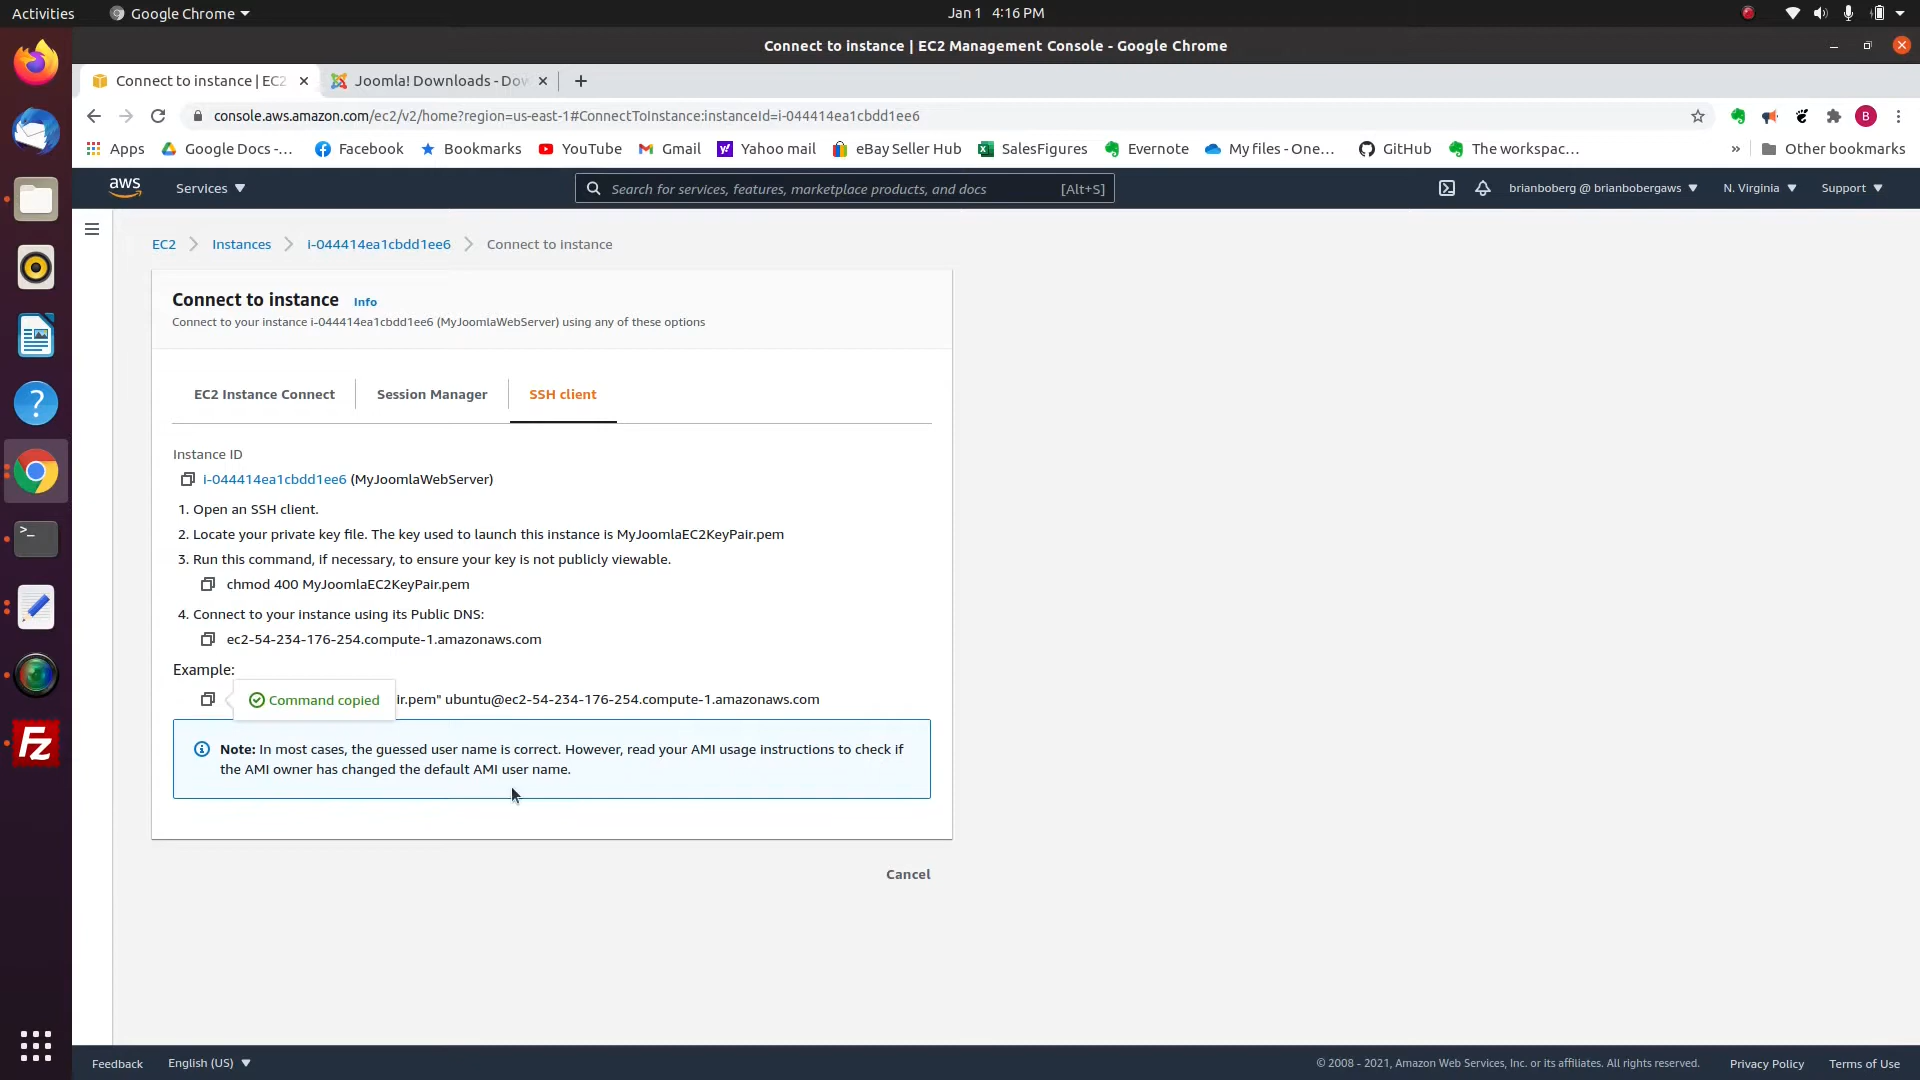 Activities
Google Chrome
Jan 1 4:16 PM
Connect to instance | EC2 Management Console - Google Chrome
Connect to instance | EC2
Joomla! Downloads - Dow
console.aws.amazon.com/ec2/v2/home?region=us-east-1#ConnectToInstance:instanceId=i-044414ea1cbdd1ee6
B
Apps
Google Docs -...
Facebook
Bookmarks
YouTube
Gmail
Yahoo mail
eBay Seller Hub
SalesFigures
Evernote
My files - One...
GitHub
The workspac...
»
Other bookmarks
aws
Services
Search for services, features, marketplace products, and docs
[Alt+S]
brianboberg @ brianbobergaws
N. Virginia
Support
EC2
Instances
i-044414ea1cbdd1ee6
Connect to instance
Connect to instance Info
Connect to your instance i-044414ea1cbdd1ee6 (MyJoomlaWebServer) using any of these options
EC2 Instance Connect
Session Manager
SSH client
Instance ID
i-044414ea1cbdd1ee6 (MyJoomlaWebServer)
1. Open an SSH client.
2. Locate your private key file. The key used to launch this instance is MyJoomlaEC2KeyPair.pem
3. Run this command, if necessary, to ensure your key is not publicly viewable.
chmod 400 MyJoomlaEC2KeyPair.pem
4. Connect to your instance using its Public DNS:
ec2-54-234-176-254.compute-1.amazonaws.com
Example:
Command copied
ir.pem" ubuntu@ec2-54-234-176-254.compute-1.amazonaws.com
Note: In most cases, the guessed user name is correct. However, read your AMI usage instructions to check if
the AMI owner has changed the default AMI user name.
Cancel
Feedback
English (US)
© 2008 - 2021, Amazon Web Services, Inc. or its affiliates. All rights reserved.
Privacy Policy
Terms of Use